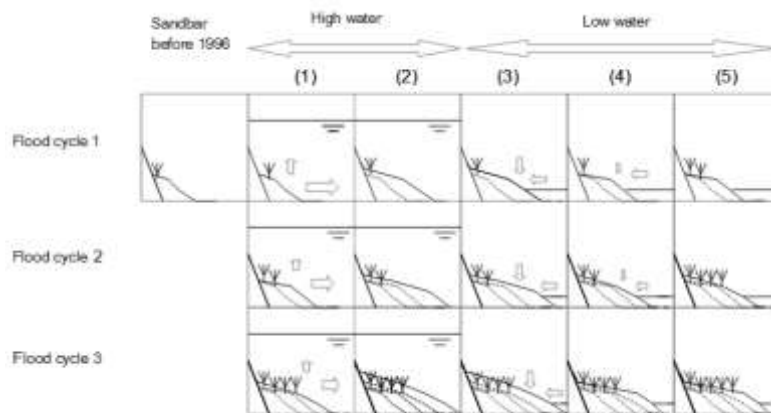 Sandbar
before 1996
High water
Low water
(1) (2) (3) (4) (5)
Flood cycle 1
Flood cycle 2
Flood cycle 3